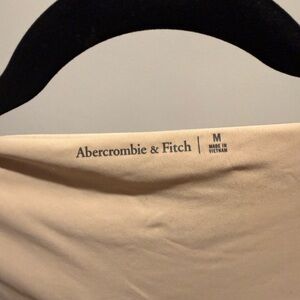 Abercrombie & Fitch | M
MADE IN
VIETNAM